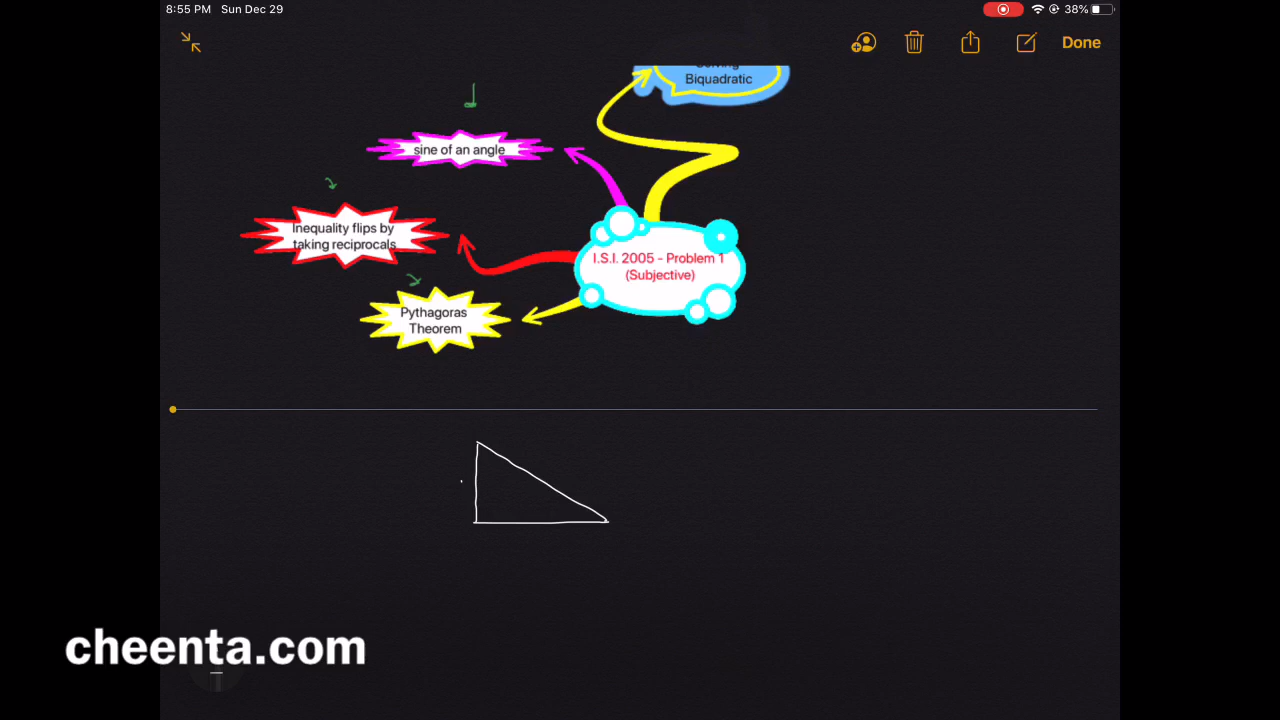 8:55 PM Sun Dec 29
38%
Done
Biquadratic
sine of an angle
Inequality flips by
taking reciprocals
I.S.I. 2005 - Problem 1
(Subjective)
Pythagoras
Theorem
cheenta.com